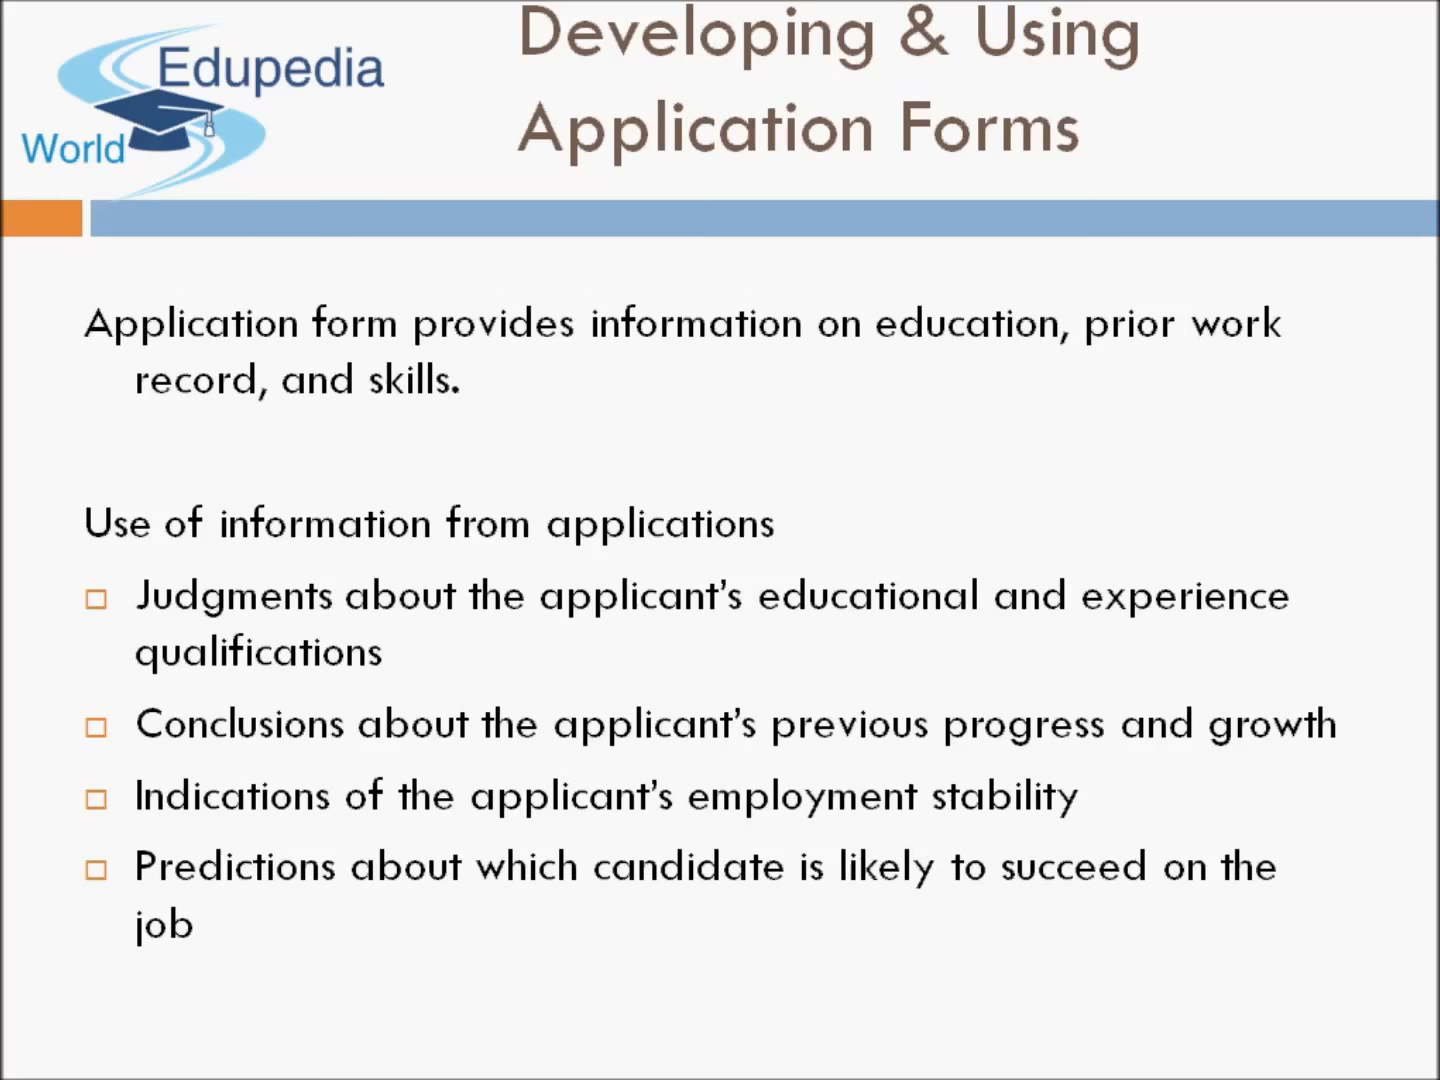 Edupedia
World
Developing & Using
Application Forms
Application form provides information on education, prior work
record, and skills.
Use of information from applications
Judgments about the applicant's educational and experience
qualifications
Conclusions about the applicant's previous progress and growth
Indications of the applicant's employment stability
Predictions about which candidate is likely to succeed on the
job